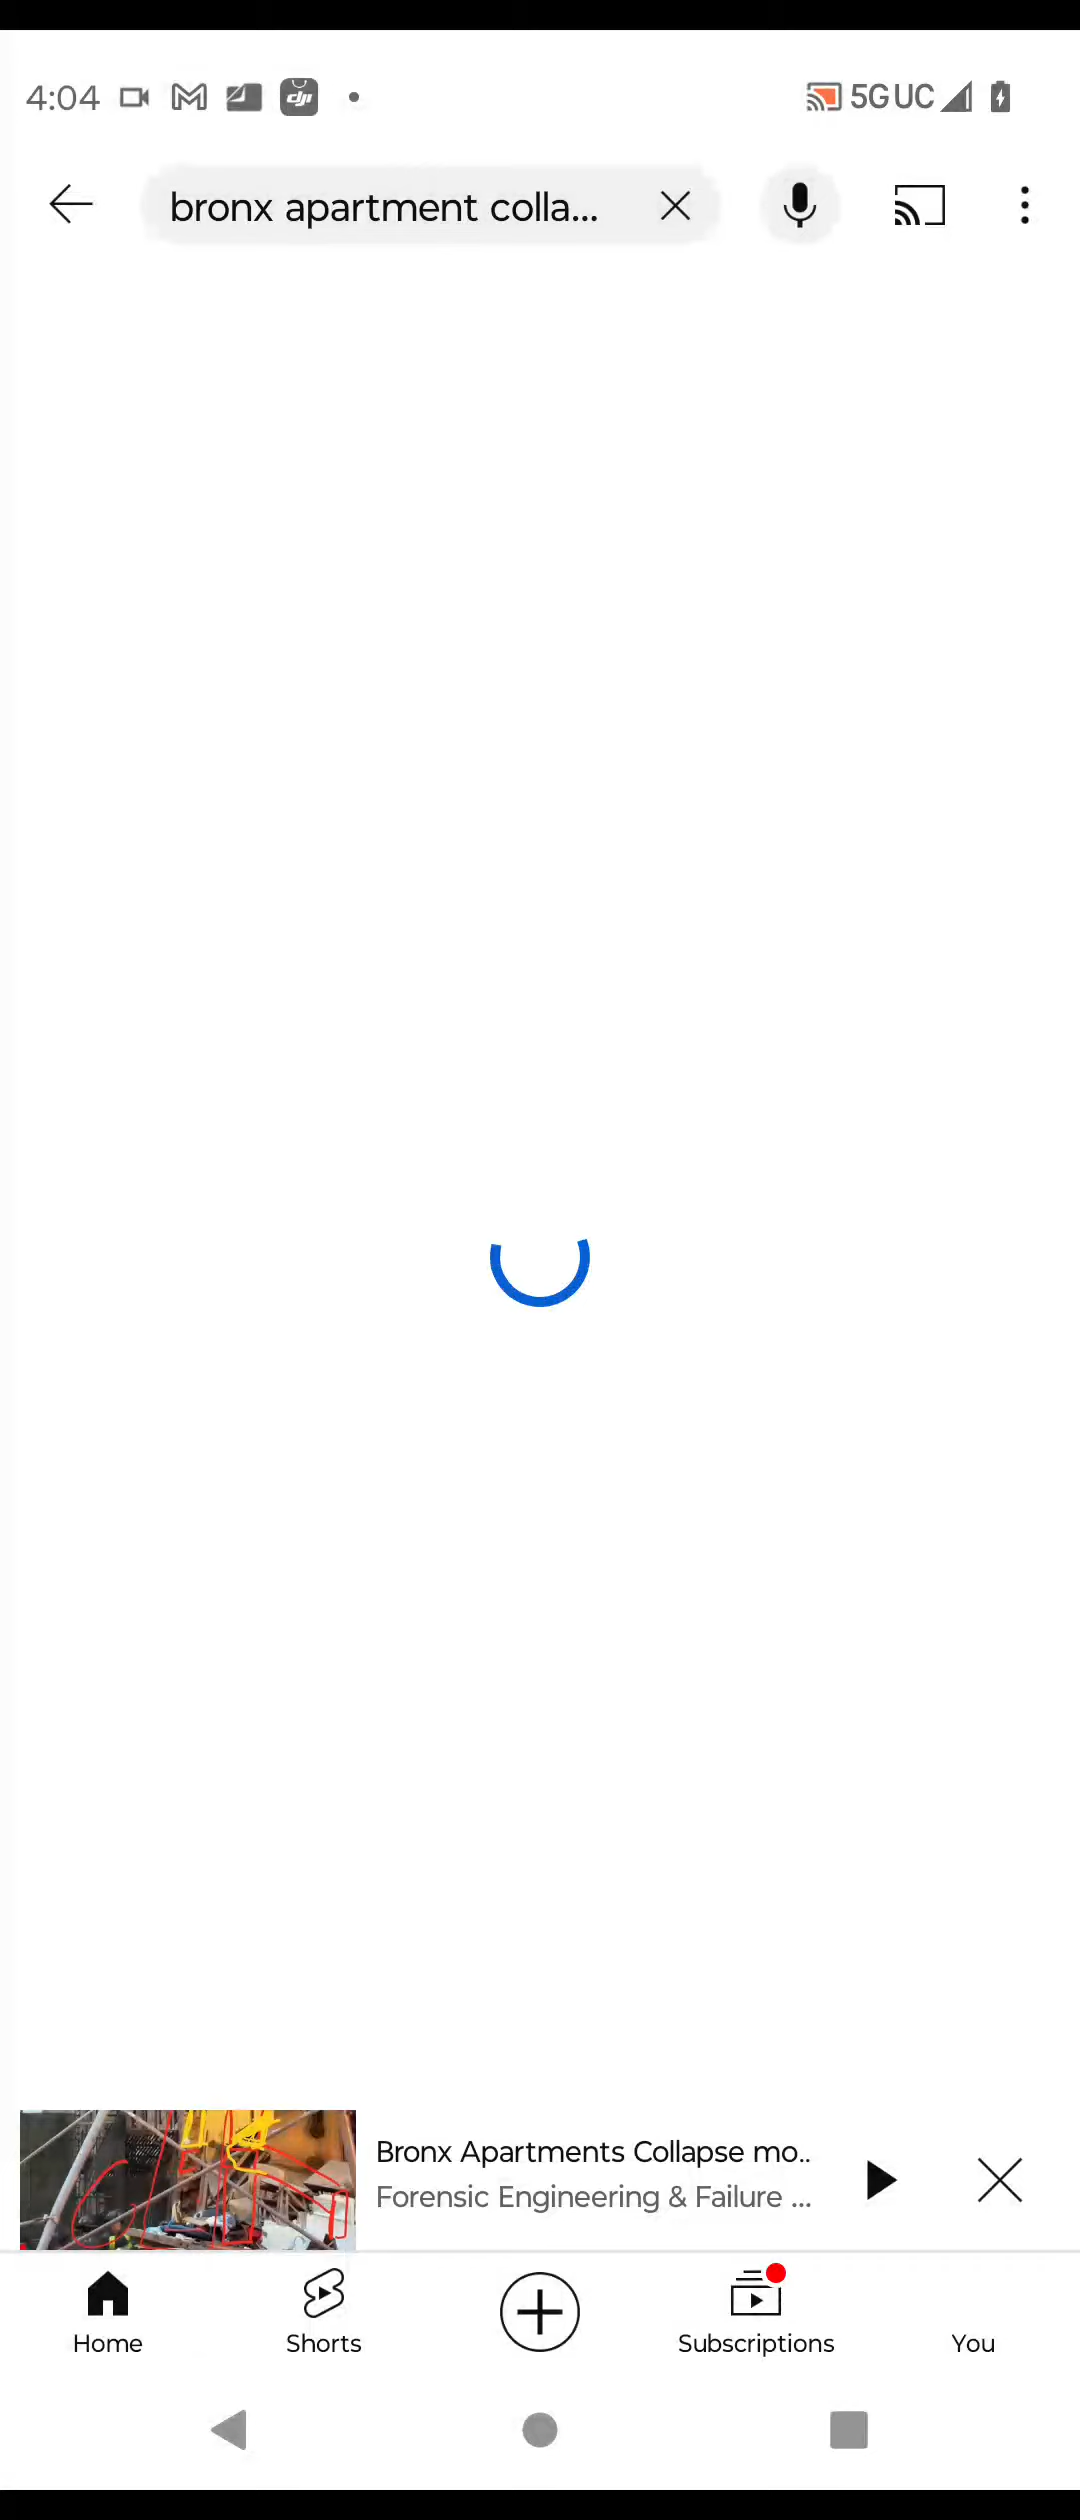 4:04
5G UC
bronx apartment colla...
Bronx Apartments Collapse mo..
Forensic Engineering & Failure ...
Home
Shorts
Subscriptions
You